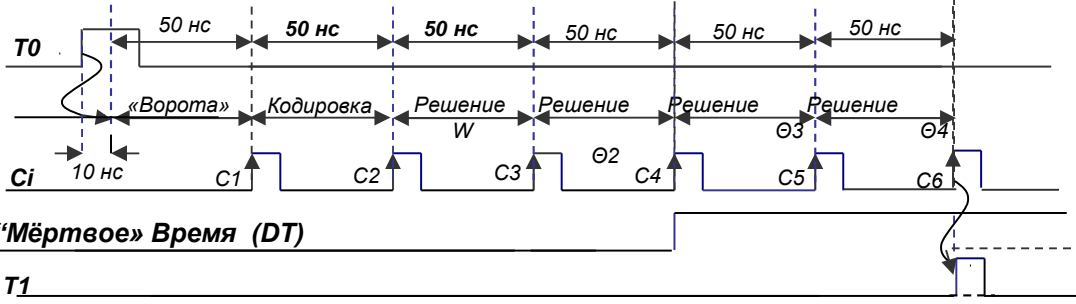 50 нс 50 нс 50 нс 50 нс 50 нс 50 нс
T0
«Ворота» Кодировка Решение Решение Решение Решение
W Θ3 Θ4
Θ2
10 нс
Ci C1 C2 C3 C4 C5 C6
“Мёртвое» Время (DT)
T1